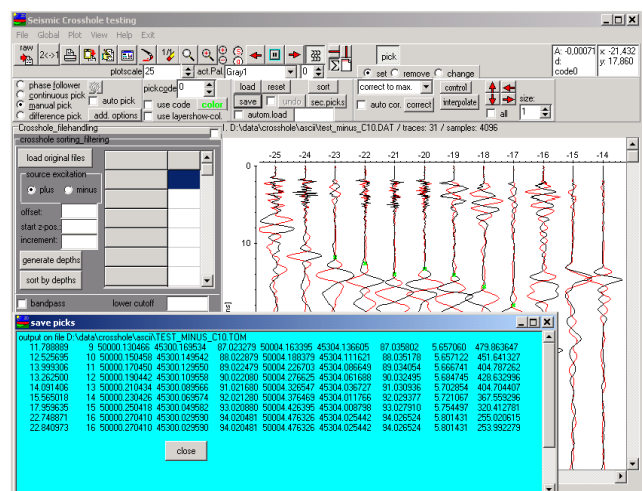 Seismic Crosshole testing
File Global Plot View Help Exit
raw 2<->1 1/2 pick
A: -0,00071 x: -21,432
d: y: 17,860
code0
plotscale 25 act.Pal. Gray1 0 set remove change
phase follower
continuous pick
manual pick
difference pick
auto pick
add. options
pickcode 0
use code color
use layershow-col.
load reset sort
save undo sec.picks
autom.load
correct to max. control
auto cor. correct interpolate
all
size:
1
Crosshole_filehandling
1. D:\data\crosshole\ascii\test_minus_C10.DAT / traces: 31 / samples: 4096
crosshole sorting_filtering
load original files
source excitation
plus minus
offset:
start z-pos.:
increment:
generate depths
sort by depths
bandpass lower cutoff
-25 -24 -23 -22 -21 -20 -19 -18 -17 -16 -15 -14
0
10
ns]
save picks
output on file D:\data\crosshole\ascii\TEST_MINUS_C10.TOM
11.788889 9 50000.130466 45300.169534 87.023279 50004.163395 45304.136605 87.035802 5.657060 479.863647
12.525695 10 50000.150458 45300.149542 88.022879 50004.188379 45304.111621 88.035178 5.657122 451.641327
13.999306 11 50000.170450 45300.129550 89.022479 50004.226703 45304.086649 89.034054 5.666741 404.787262
13.262500 12 50000.190442 45300.109558 90.022080 50004.276625 45304.061688 90.032495 5.684745 428.632996
14.091406 13 50000.210434 45300.089566 91.021680 50004.326547 45304.036727 91.030936 5.702854 404.704407
15.565018 14 50000.230426 45300.069574 92.021280 50004.376469 45304.011766 92.029377 5.721067 367.559296
17.959635 15 50000.250418 45300.049582 93.020880 50004.426395 45304.008798 93.027910 5.754497 320.412781
22.748871 16 50000.270410 45300.029590 94.020481 50004.476326 45304.025442 94.026524 5.801431 255.020615
22.840973 16 50000.270410 45300.029590 94.020481 50004.476326 45304.025442 94.026524 5.801431 253.992279
close